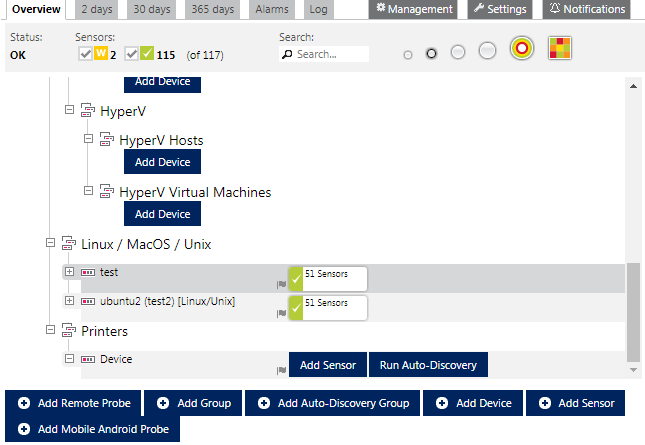 Overview 2 days 30 days 365 days Alarms Log Management Settings Notifications
Status: Sensors: Search:
OK W 2 115 (of 117) Search...
Add Device
HyperV
HyperV Hosts
Add Device
HyperV Virtual Machines
Add Device
Linux / MacOS / Unix
test 51 Sensors
ubuntu2 (test2) [Linux/Unix] 51 Sensors
Printers
Device Add Sensor Run Auto-Discovery
Add Remote Probe Add Group Add Auto-Discovery Group Add Device Add Sensor
Add Mobile Android Probe